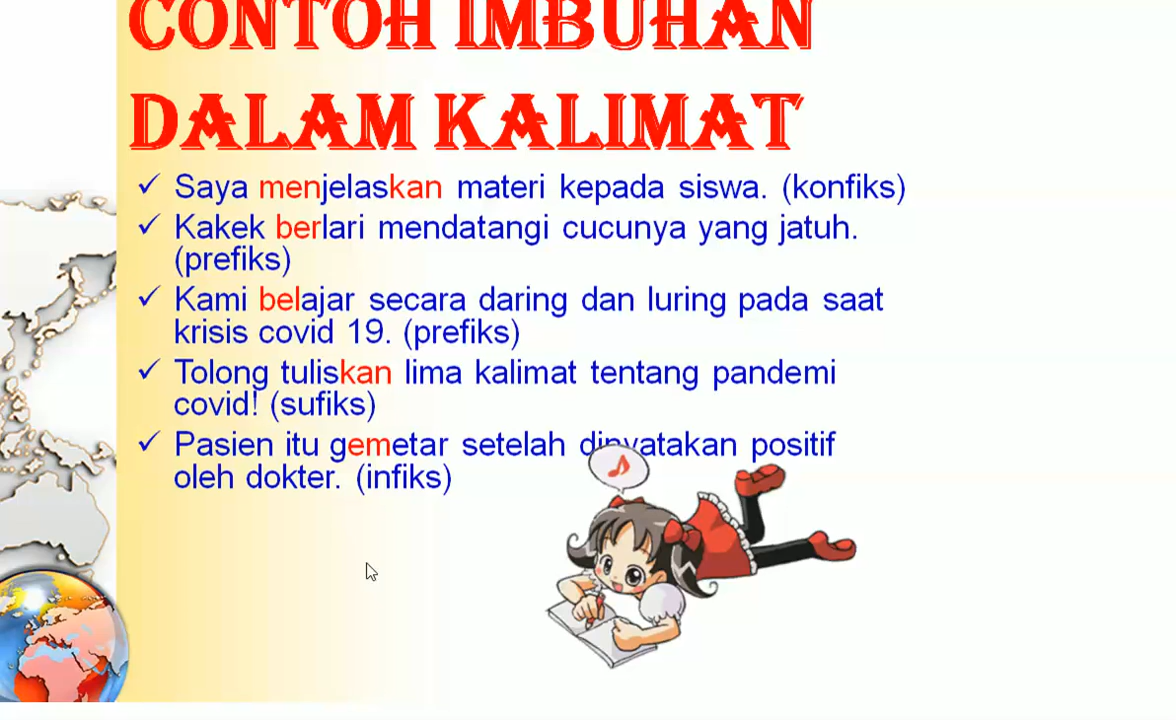 CONTOH IMBUHAN
DALAM KALIMAT
✓ Saya menjelaskan materi kepada siswa. (konfiks)
✓ Kakek berlari mendatangi cucunya yang jatuh.
(prefiks)
✓ Kami belajar secara daring dan luring pada saat
krisis covid 19. (prefiks)
✓ Tolong tuliskan lima kalimat tentang pandemi
covid! (sufiks)
✓ Pasien itu gemetar setelah dinyatakan positif
oleh dokter. (infiks)